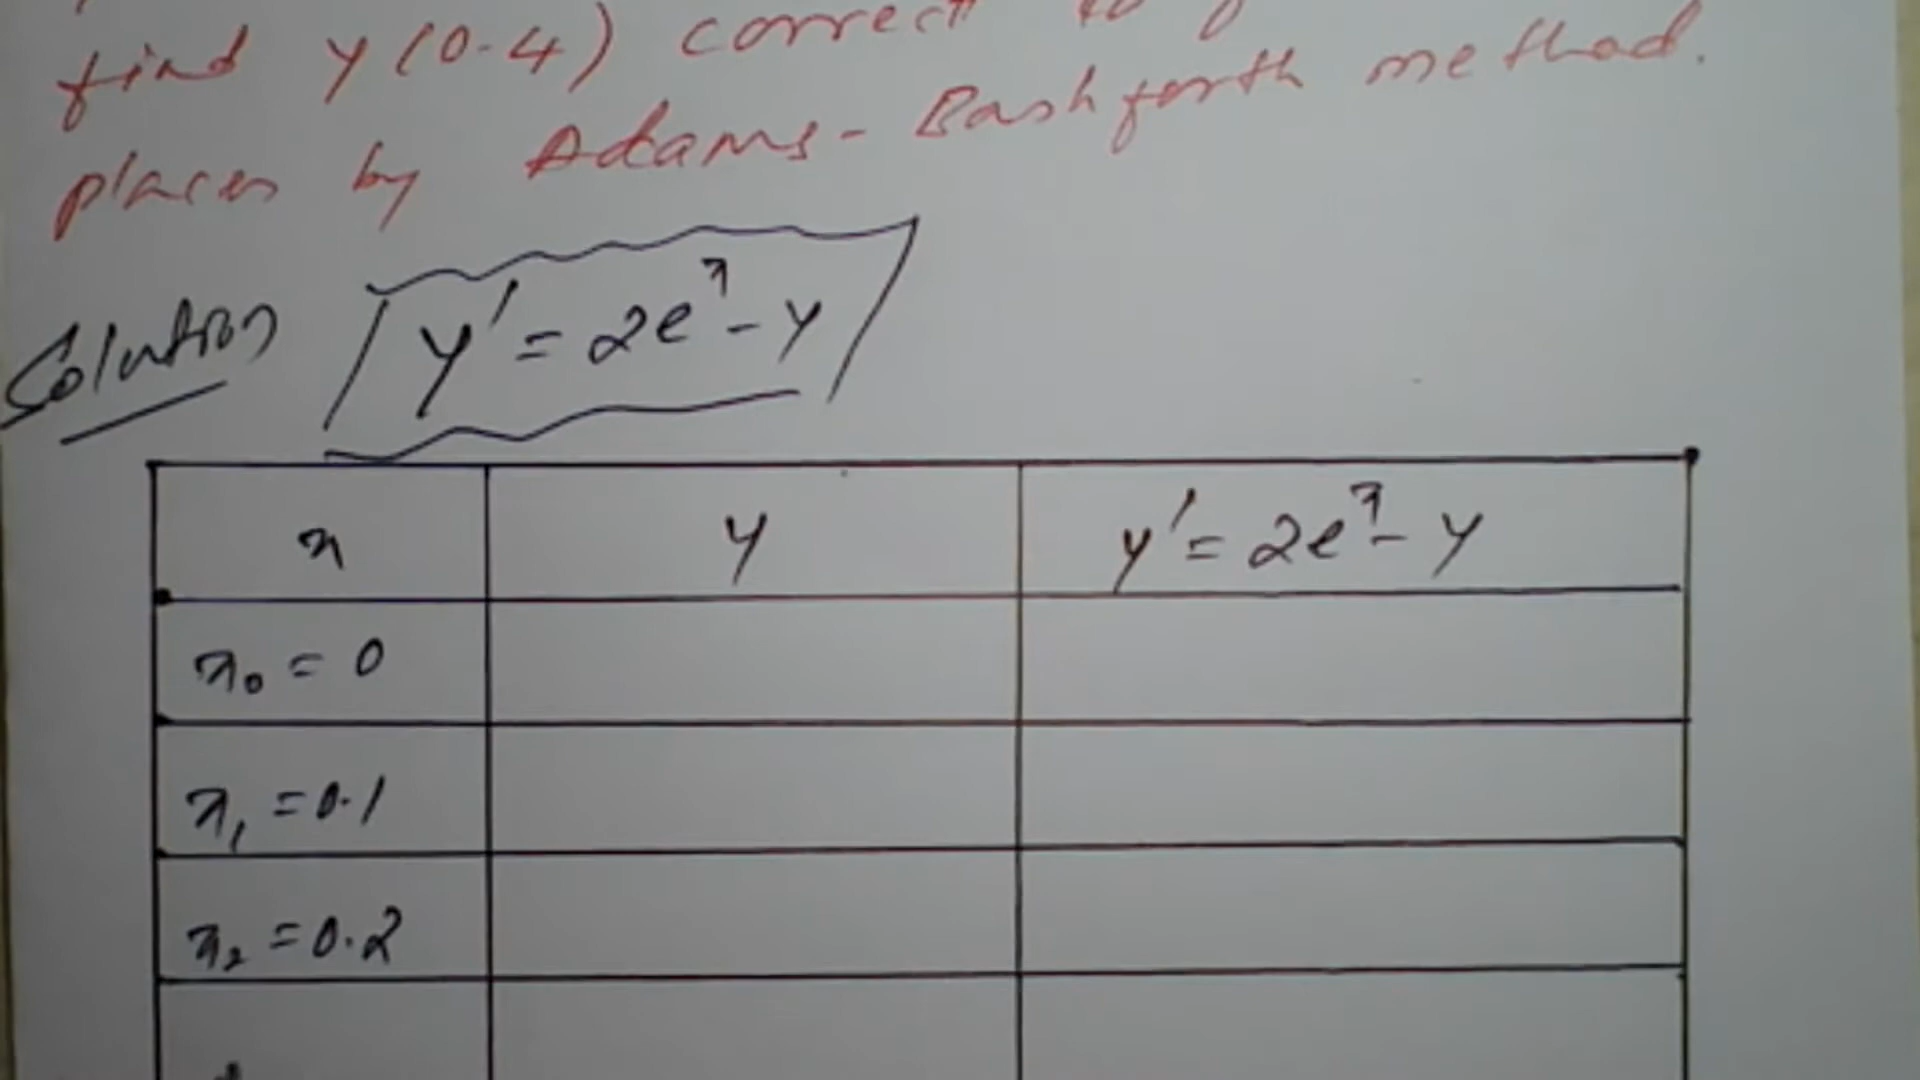 find y(0.4) correct to
places by Adams-Bashforth method.
Solution y' = 2e^x - y
x y y' = 2e^x - y
x₀ = 0
x₁ = 0.1
x₂ = 0.2